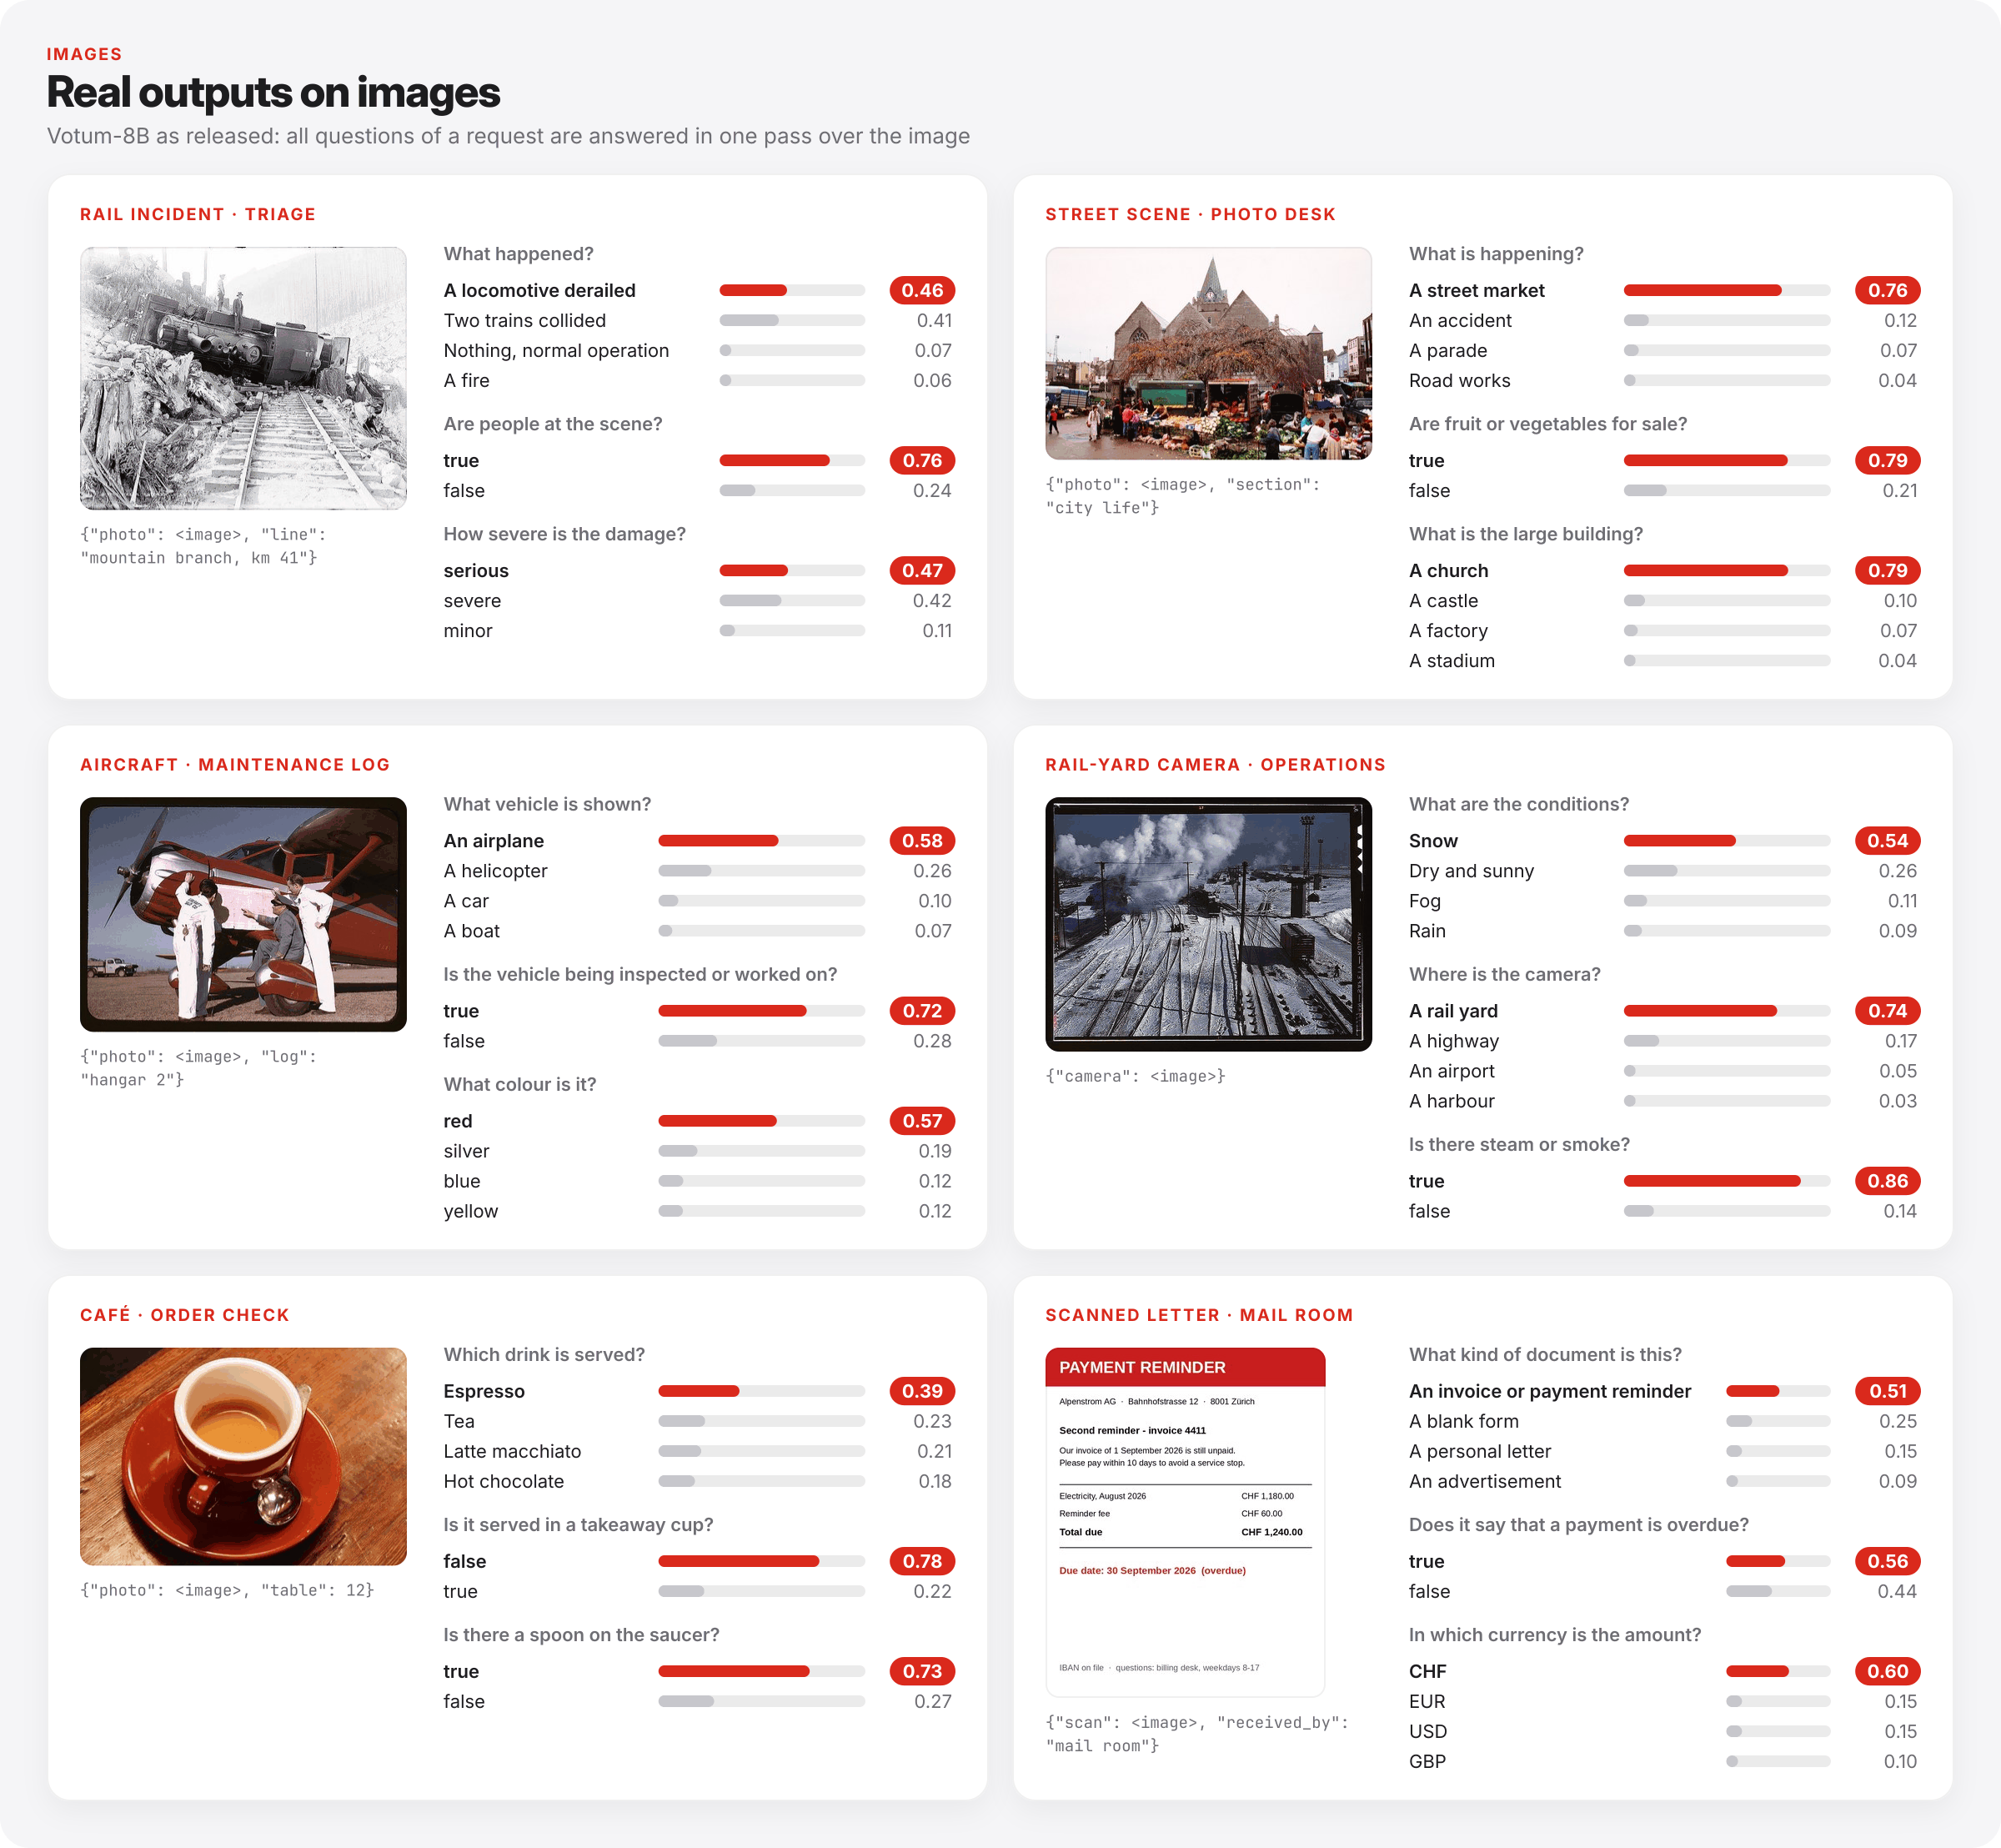 IMAGES
Real outputs on images
Votum-8B as released: all questions of a request are answered in one pass over the image
RAIL INCIDENT · TRIAGE
{"photo": <image>, "line":
"mountain branch, km 41"}
What happened?
A locomotive derailed 0.46
Two trains collided 0.41
Nothing, normal operation 0.07
A fire 0.06
Are people at the scene?
true 0.76
false 0.24
How severe is the damage?
serious 0.47
severe 0.42
minor 0.11
STREET SCENE · PHOTO DESK
{"photo": <image>, "section":
"city life"}
What is happening?
A street market 0.76
An accident 0.12
A parade 0.07
Road works 0.04
Are fruit or vegetables for sale?
true 0.79
false 0.21
What is the large building?
A church 0.79
A castle 0.10
A factory 0.07
A stadium 0.04
AIRCRAFT · MAINTENANCE LOG
{"photo": <image>, "log":
"hangar 2"}
What vehicle is shown?
An airplane 0.58
A helicopter 0.26
A car 0.10
A boat 0.07
Is the vehicle being inspected or worked on?
true 0.72
false 0.28
What colour is it?
red 0.57
silver 0.19
blue 0.12
yellow 0.12
RAIL-YARD CAMERA · OPERATIONS
{"camera": <image>}
What are the conditions?
Snow 0.54
Dry and sunny 0.26
Fog 0.11
Rain 0.09
Where is the camera?
A rail yard 0.74
A highway 0.17
An airport 0.05
A harbour 0.03
Is there steam or smoke?
true 0.86
false 0.14
CAFÉ · ORDER CHECK
{"photo": <image>, "table": 12}
Which drink is served?
Espresso 0.39
Tea 0.23
Latte macchiato 0.21
Hot chocolate 0.18
Is it served in a takeaway cup?
false 0.78
true 0.22
Is there a spoon on the saucer?
true 0.73
false 0.27
SCANNED LETTER · MAIL ROOM
PAYMENT REMINDER
Alpenstrom AG · Bahnhofstrasse 12 · 8001 Zürich
Second reminder - invoice 4411
Our invoice of 1 September 2026 is still unpaid.
Please pay within 10 days to avoid a service stop.
Electricity, August 2026 CHF 1,180.00
Reminder fee CHF 60.00
Total due CHF 1,240.00
Due date: 30 September 2026 (overdue)
IBAN on file · questions: billing desk, weekdays 8-17
{"scan": <image>, "received_by":
"mail room"}
What kind of document is this?
An invoice or payment reminder 0.51
A blank form 0.25
A personal letter 0.15
An advertisement 0.09
Does it say that a payment is overdue?
true 0.56
false 0.44
In which currency is the amount?
CHF 0.60
EUR 0.15
USD 0.15
GBP 0.10